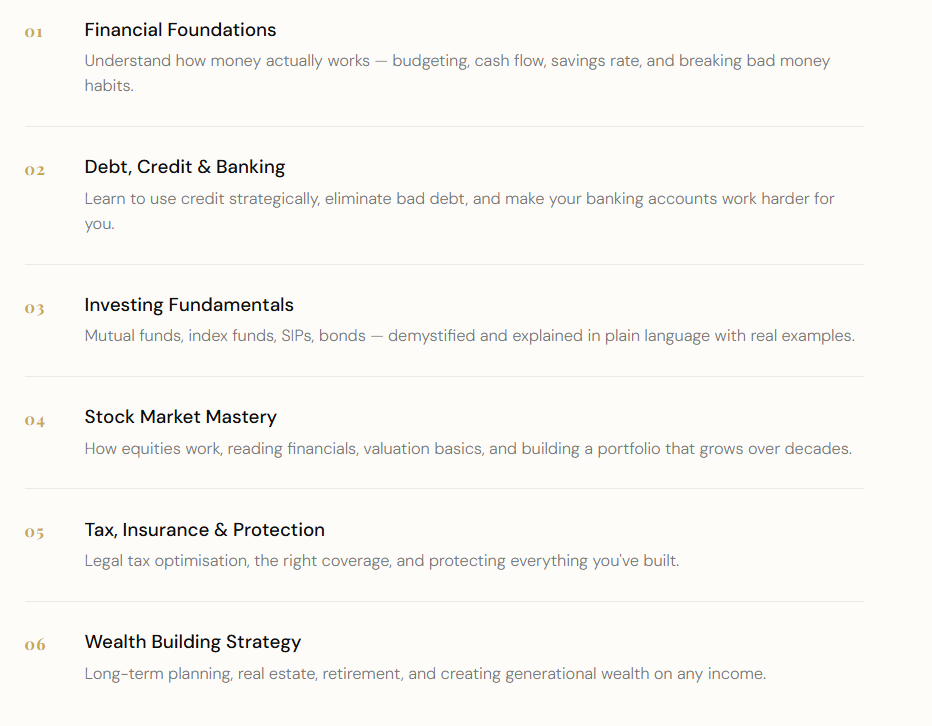 01 Financial Foundations
Understand how money actually works — budgeting, cash flow, savings rate, and breaking bad money
habits.
02 Debt, Credit & Banking
Learn to use credit strategically, eliminate bad debt, and make your banking accounts work harder for
you.
03 Investing Fundamentals
Mutual funds, index funds, SIPs, bonds — demystified and explained in plain language with real examples.
04 Stock Market Mastery
How equities work, reading financials, valuation basics, and building a portfolio that grows over decades.
05 Tax, Insurance & Protection
Legal tax optimisation, the right coverage, and protecting everything you've built.
06 Wealth Building Strategy
Long-term planning, real estate, retirement, and creating generational wealth on any income.